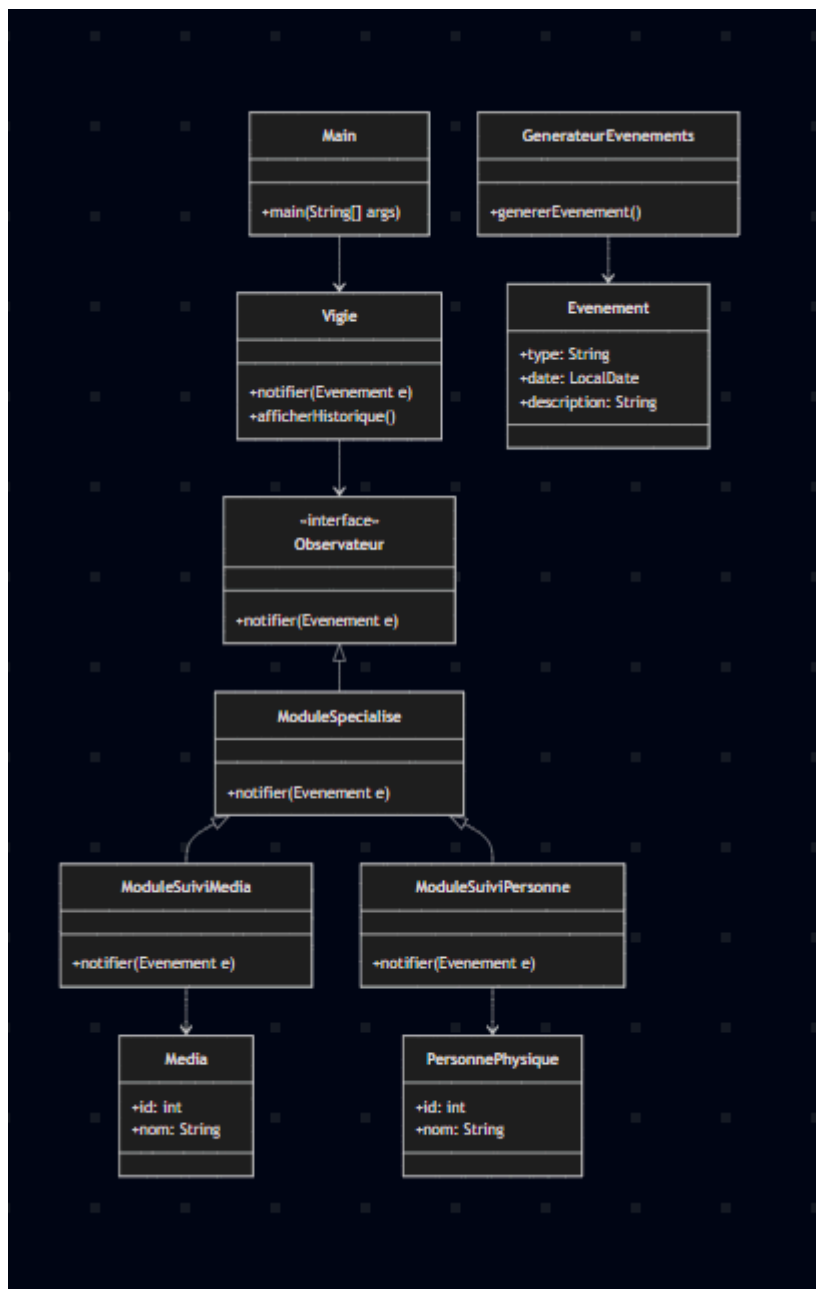 Main
+main(String[] args)
GenerateurEvenements
+genererEvenement()
Vigie
+notifier(Evenement e)
+afficherHistorique()
Evenement
+type: String
+date: LocalDate
+description: String
«interface»
Observateur
+notifier(Evenement e)
ModuleSpecialise
+notifier(Evenement e)
ModuleSuiviMedia
+notifier(Evenement e)
ModuleSuiviPersonne
+notifier(Evenement e)
Media
+id: int
+nom: String
PersonnePhysique
+id: int
+nom: String